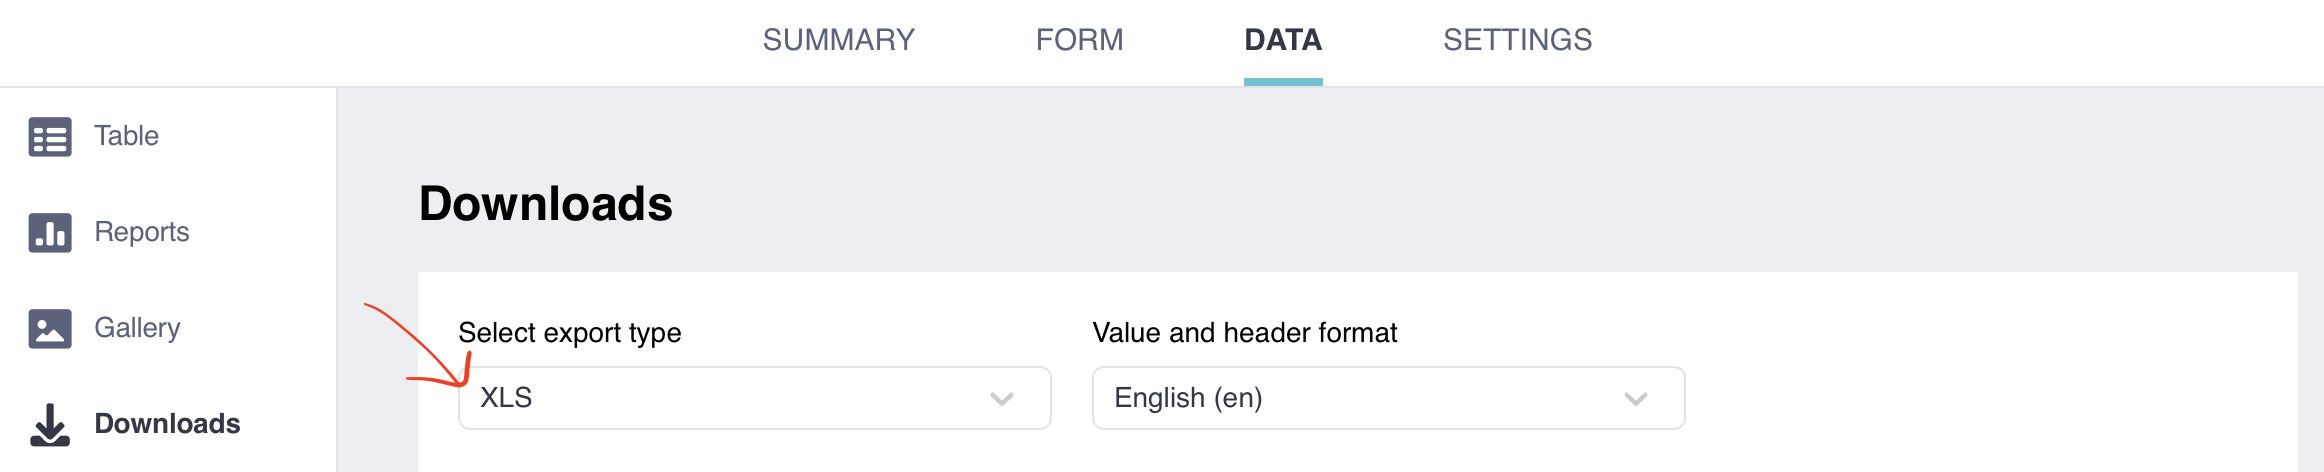 SUMMARY FORM DATA SETTINGS
Table
Reports
Gallery
Downloads
Downloads
Select export type
XLS
Value and header format
English (en)